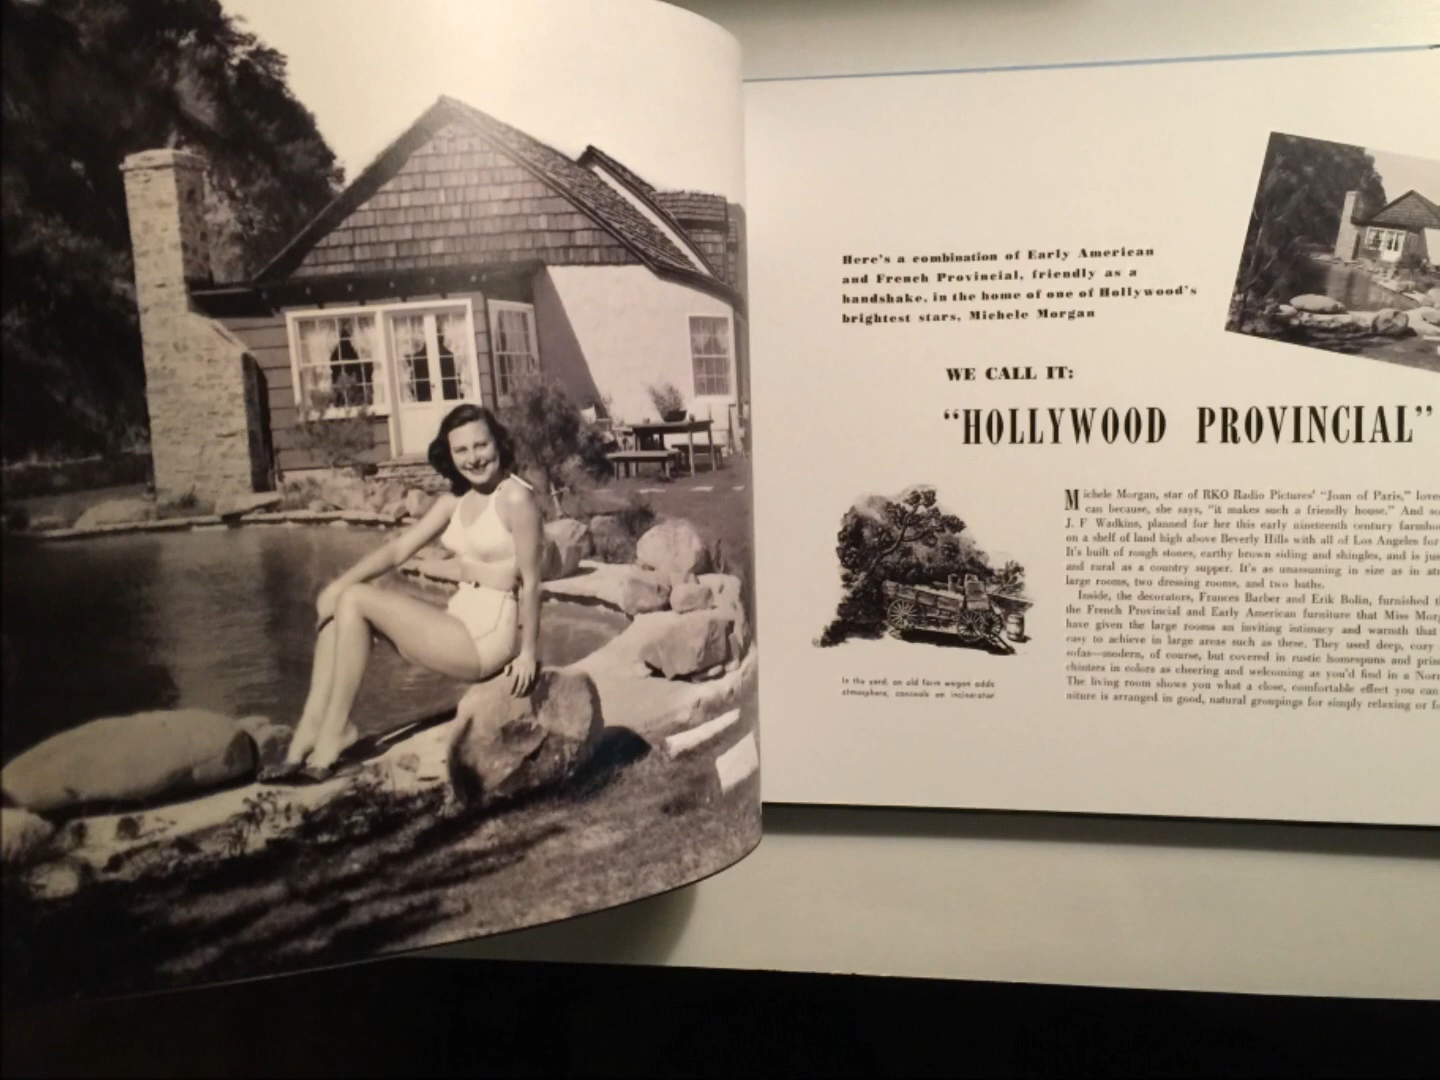 Here's a combination of Early American
and French Provincial, friendly as a
handshake, in the home of one of Hollywood's
brightest stars, Michele Morgan
WE CALL IT:
“HOLLYWOOD PROVINCIAL”
Michele Morgan, star of RKO Radio Pictures' “Joan of Paris,” loves
can because, she says, “it makes such a friendly house.” And so
J. F. Wadkins, planned for her this early nineteenth century farmhou
on a shelf of land high above Beverly Hills with all of Los Angeles for
It's built of rough stones, earthy brown siding and shingles, and is jus
and rural as a country supper. It's as unassuming in size as in at
large rooms, two dressing rooms, and two baths.
Inside, the decorators, Frances Barber and Erik Bolin, furnished
the French Provincial and Early American furniture that Miss Morg
have given the large rooms an inviting intimacy and warmth that
easy to achieve in large areas such as these. They used deep, cozy
sofas—modern, of course, but covered in rustic homespuns and prin
chintzes in colors as cheering and welcoming as you'd find in a Nor
The living room shows you what a close, comfortable effect you can
niture is arranged in good, natural groupings for simply relaxing or fo
In the yard, an old farm wagon adds
atmosphere, conceals an incinerator